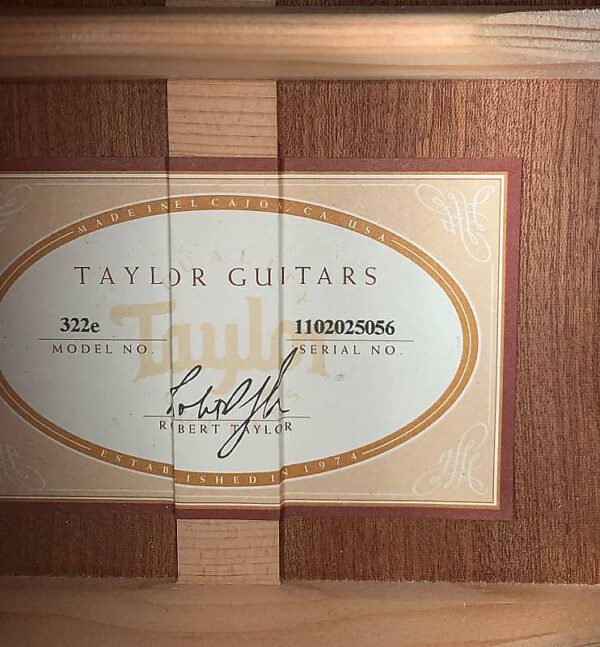 MADE IN EL CAJON, CA, USA
TAYLOR GUITARS
322e
1102025056
MODEL NO.
SERIAL NO.
Taylor
ROBERT TAYLOR
ESTABLISHED IN 1974